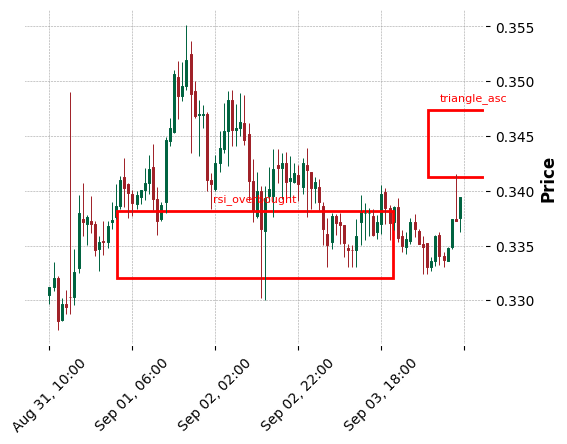 0.355
triangle_asc
0.350
0.345
Price
0.340
rsi_overbought
0.335
0.330
Aug 31, 10:00
Sep 01, 06:00
Sep 02, 02:00
Sep 02, 22:00
Sep 03, 18:00